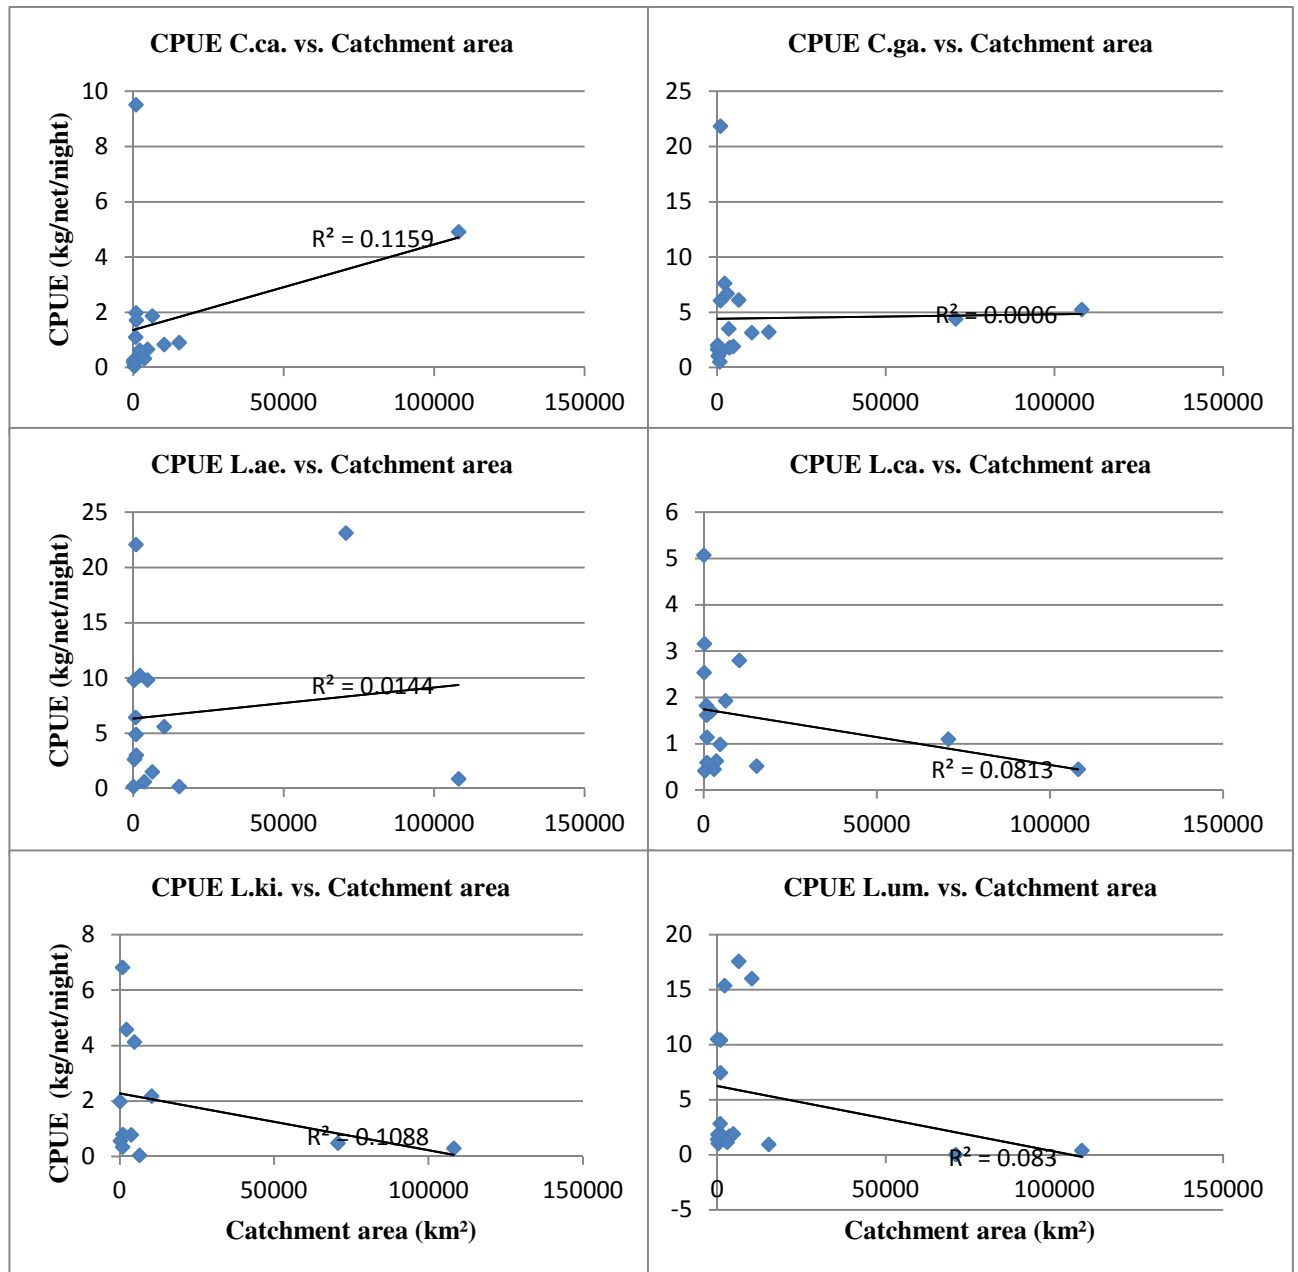 CPUE C.ca. vs. Catchment area
CPUE (kg/net/night)
10
8
6
4
2
0
R² = 0.1159
0 50000 100000 150000
CPUE C.ga. vs. Catchment area
25
20
15
10
5
0
R² = 0.0006
0 50000 100000 150000
CPUE L.ae. vs. Catchment area
CPUE (kg/net/night)
25
20
15
10
5
0
R² = 0.0144
0 50000 100000 150000
CPUE L.ca. vs. Catchment area
6
5
4
3
2
1
0
R² = 0.0813
0 50000 100000 150000
CPUE L.ki. vs. Catchment area
CPUE (kg/net/night)
8
6
4
2
0
R² = 0.1088
0 50000 100000 150000
Catchment area (km²)
CPUE L.um. vs. Catchment area
20
15
10
5
0
-5
R² = 0.083
0 50000 100000 150000
Catchment area (km²)